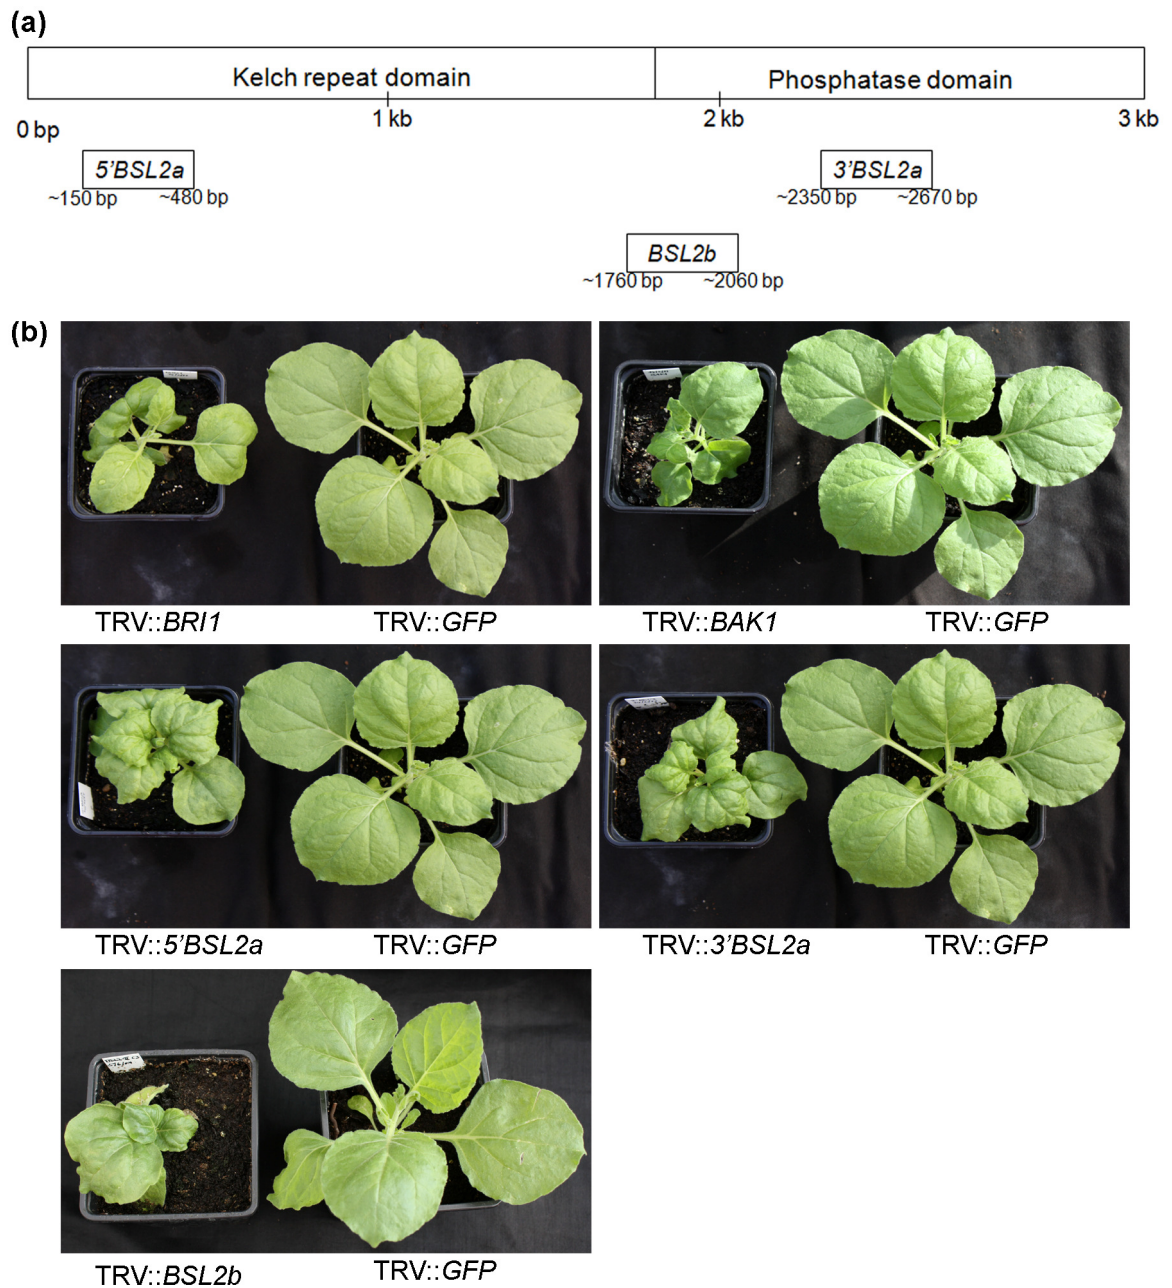 (a)
Kelch repeat domain
Phosphatase domain
0 bp
1 kb
2 kb
3 kb
5’BSL2a
3’BSL2a
~150 bp
~480 bp
~2350 bp
~2670 bp
BSL2b
~1760 bp
~2060 bp
(b)
TRV::BRI1
TRV::GFP
TRV::BAK1
TRV::GFP
TRV::5’BSL2a
TRV::GFP
TRV::3’BSL2a
TRV::GFP
TRV::BSL2b
TRV::GFP